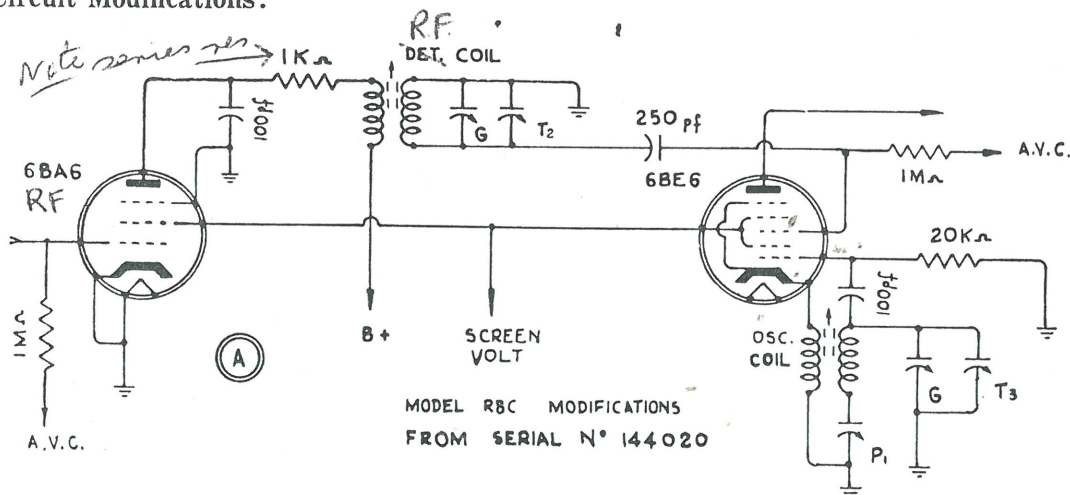 Circuit Modifications.
Note series res
R.F.
DET. COIL
1KΩ
100pf
G
T2
250 pf
6BE6
A.V.C.
1MΩ
6BA6
RF
20KΩ
100pf
1MΩ
A.V.C.
A
B+
SCREEN
VOLT
OSC.
COIL
G
T3
P1
MODEL RBC MODIFICATIONS
FROM SERIAL Nº 144020